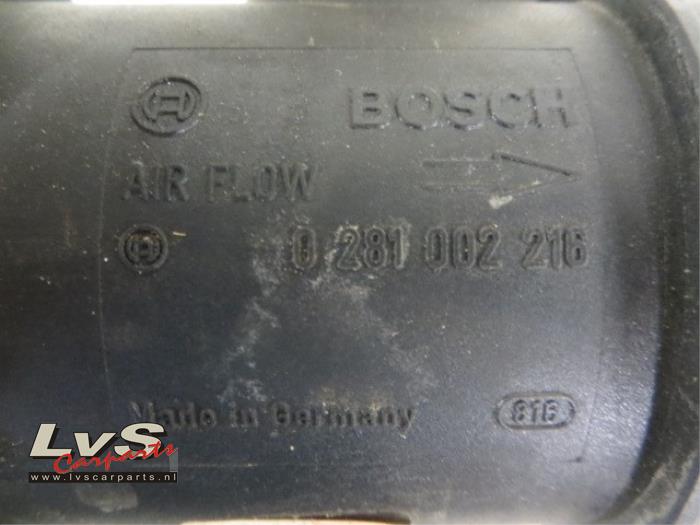 BOSCH
AIR FLOW
0 281 002 216
Made in Germany
816
LvS
Carparts
www.lvscarparts.nl